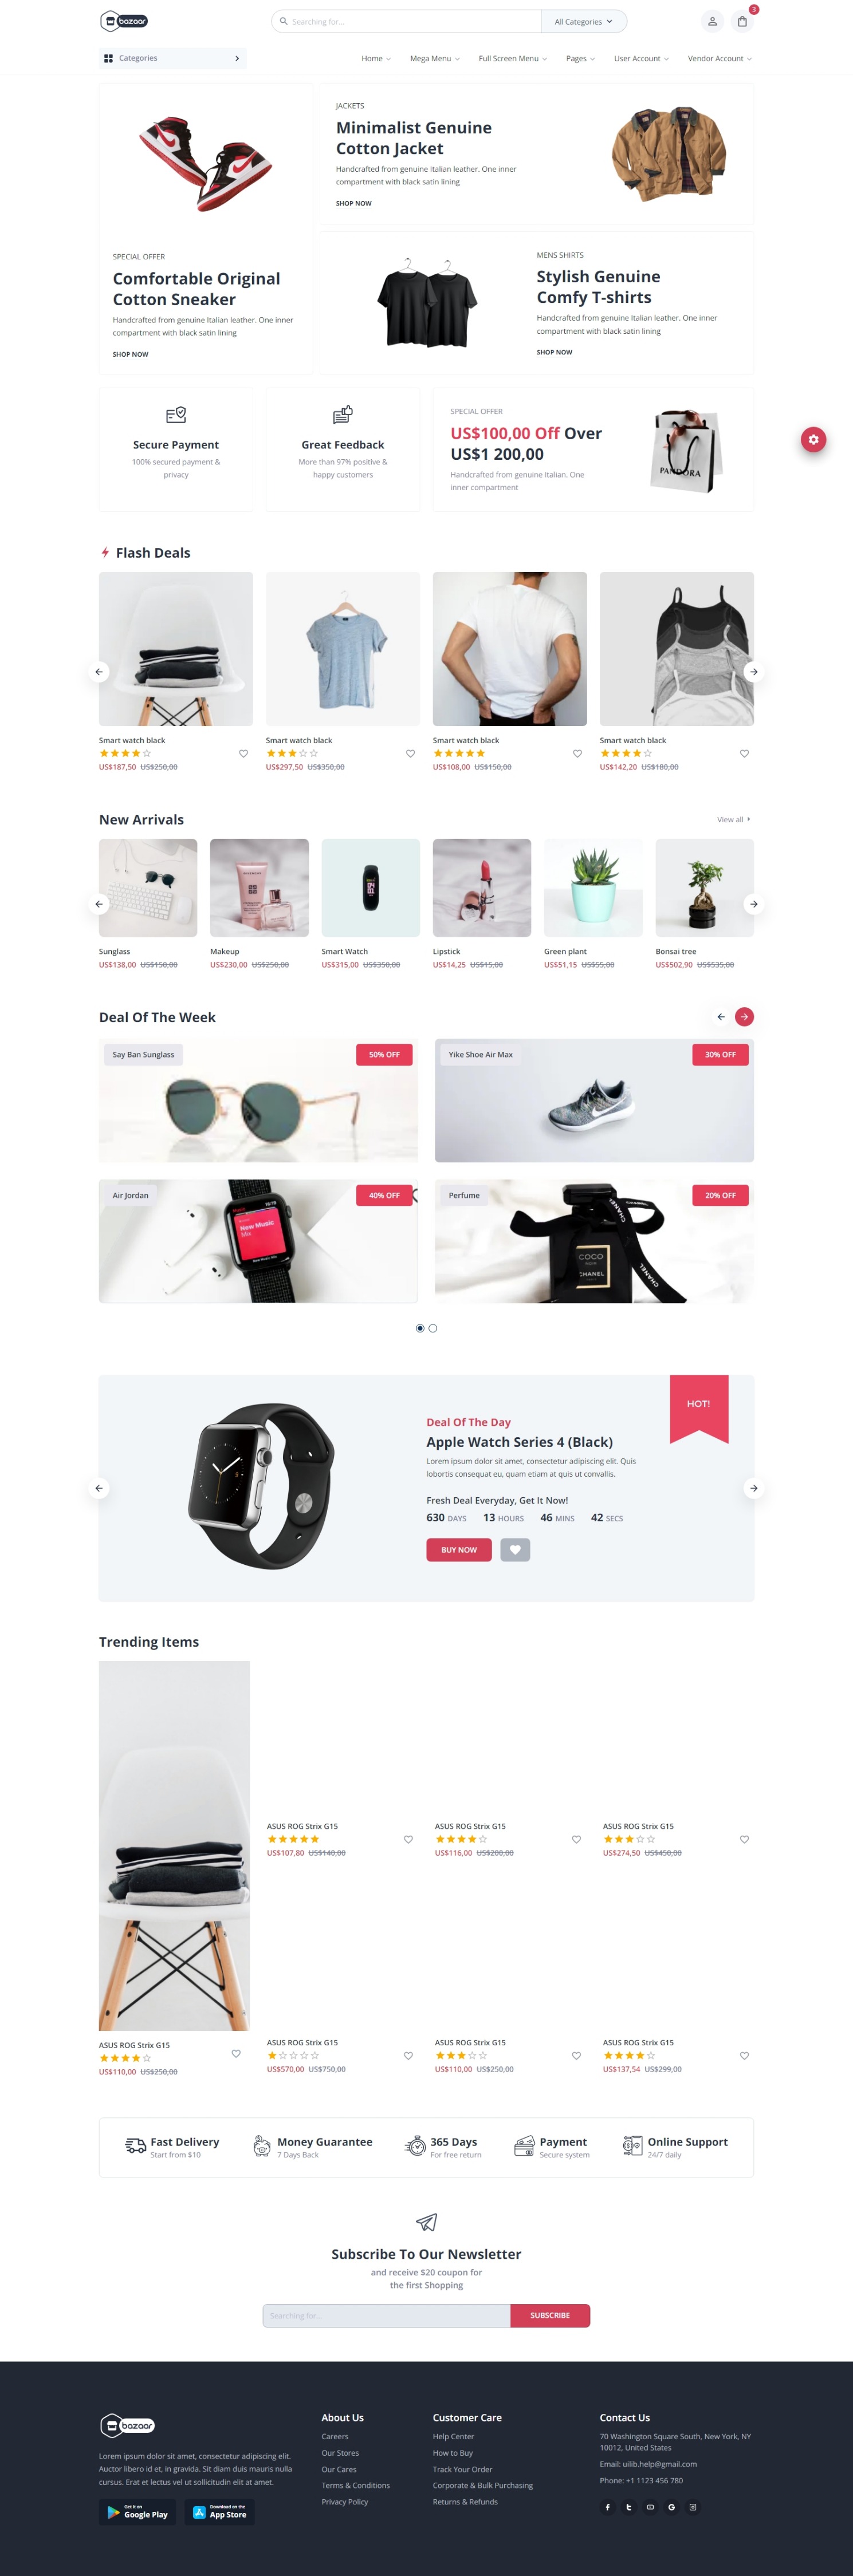 bazaar
Searching for...
All Categories
3
Categories
Home
Mega Menu
Full Screen Menu
Pages
User Account
Vendor Account
SPECIAL OFFER
Comfortable Original
Cotton Sneaker
Handcrafted from genuine Italian leather. One inner
compartment with black satin lining
SHOP NOW
JACKETS
Minimalist Genuine
Cotton Jacket
Handcrafted from genuine Italian leather. One inner
compartment with black satin lining
SHOP NOW
MENS SHIRTS
Stylish Genuine
Comfy T-shirts
Handcrafted from genuine Italian leather. One inner
compartment with black satin lining
SHOP NOW
Secure Payment
100% secured payment &
privacy
Great Feedback
More than 97% positive &
happy customers
SPECIAL OFFER
US$100,00 Off Over
US$1 200,00
Handcrafted from genuine Italian. One
inner compartment
PANDORA
Flash Deals
Smart watch black
US$187,50 US$250,00
Smart watch black
US$297,50 US$350,00
Smart watch black
US$108,00 US$150,00
Smart watch black
US$142,20 US$180,00
New Arrivals
View all
Sunglass
US$138,00 US$150,00
Makeup
US$230,00 US$250,00
Smart Watch
US$315,00 US$350,00
Lipstick
US$14,25 US$15,00
Green plant
US$51,15 US$55,00
Bonsai tree
US$502,90 US$535,00
Deal Of The Week
Say Ban Sunglass
50% OFF
Yike Shoe Air Max
30% OFF
Air Jordan
40% OFF
New Music
Mix
Perfume
20% OFF
COCO
NOIR
CHANEL
CHANEL
CHANEL
HOT!
Deal Of The Day
Apple Watch Series 4 (Black)
Lorem ipsum dolor sit amet, consectetur adipiscing elit. Quis
lobortis consequat eu, quam etiam at quis ut convallis.
Fresh Deal Everyday, Get It Now!
630 DAYS 13 HOURS 46 MINS 42 SECS
BUY NOW
Trending Items
ASUS ROG Strix G15
US$110,00 US$250,00
ASUS ROG Strix G15
US$107,80 US$140,00
ASUS ROG Strix G15
US$116,00 US$200,00
ASUS ROG Strix G15
US$274,50 US$450,00
ASUS ROG Strix G15
US$570,00 US$750,00
ASUS ROG Strix G15
US$110,00 US$250,00
ASUS ROG Strix G15
US$137,54 US$299,00
Fast Delivery
Start from $10
Money Guarantee
7 Days Back
365 Days
For free return
Payment
Secure system
Online Support
24/7 daily
Subscribe To Our Newsletter
and receive $20 coupon for
the first Shopping
Searching for...
SUBSCRIBE
bazaar
Lorem ipsum dolor sit amet, consectetur adipiscing elit.
Auctor libero id et, in gravida. Sit diam duis mauris nulla
cursus. Erat et lectus vel ut sollicitudin elit at amet.
Get it on
Google Play
Download on the
App Store
About Us
Careers
Our Stores
Our Cares
Terms & Conditions
Privacy Policy
Customer Care
Help Center
How to Buy
Track Your Order
Corporate & Bulk Purchasing
Returns & Refunds
Contact Us
70 Washington Square South, New York, NY
10012, United States
Email: uilib.help@gmail.com
Phone: +1 1123 456 780